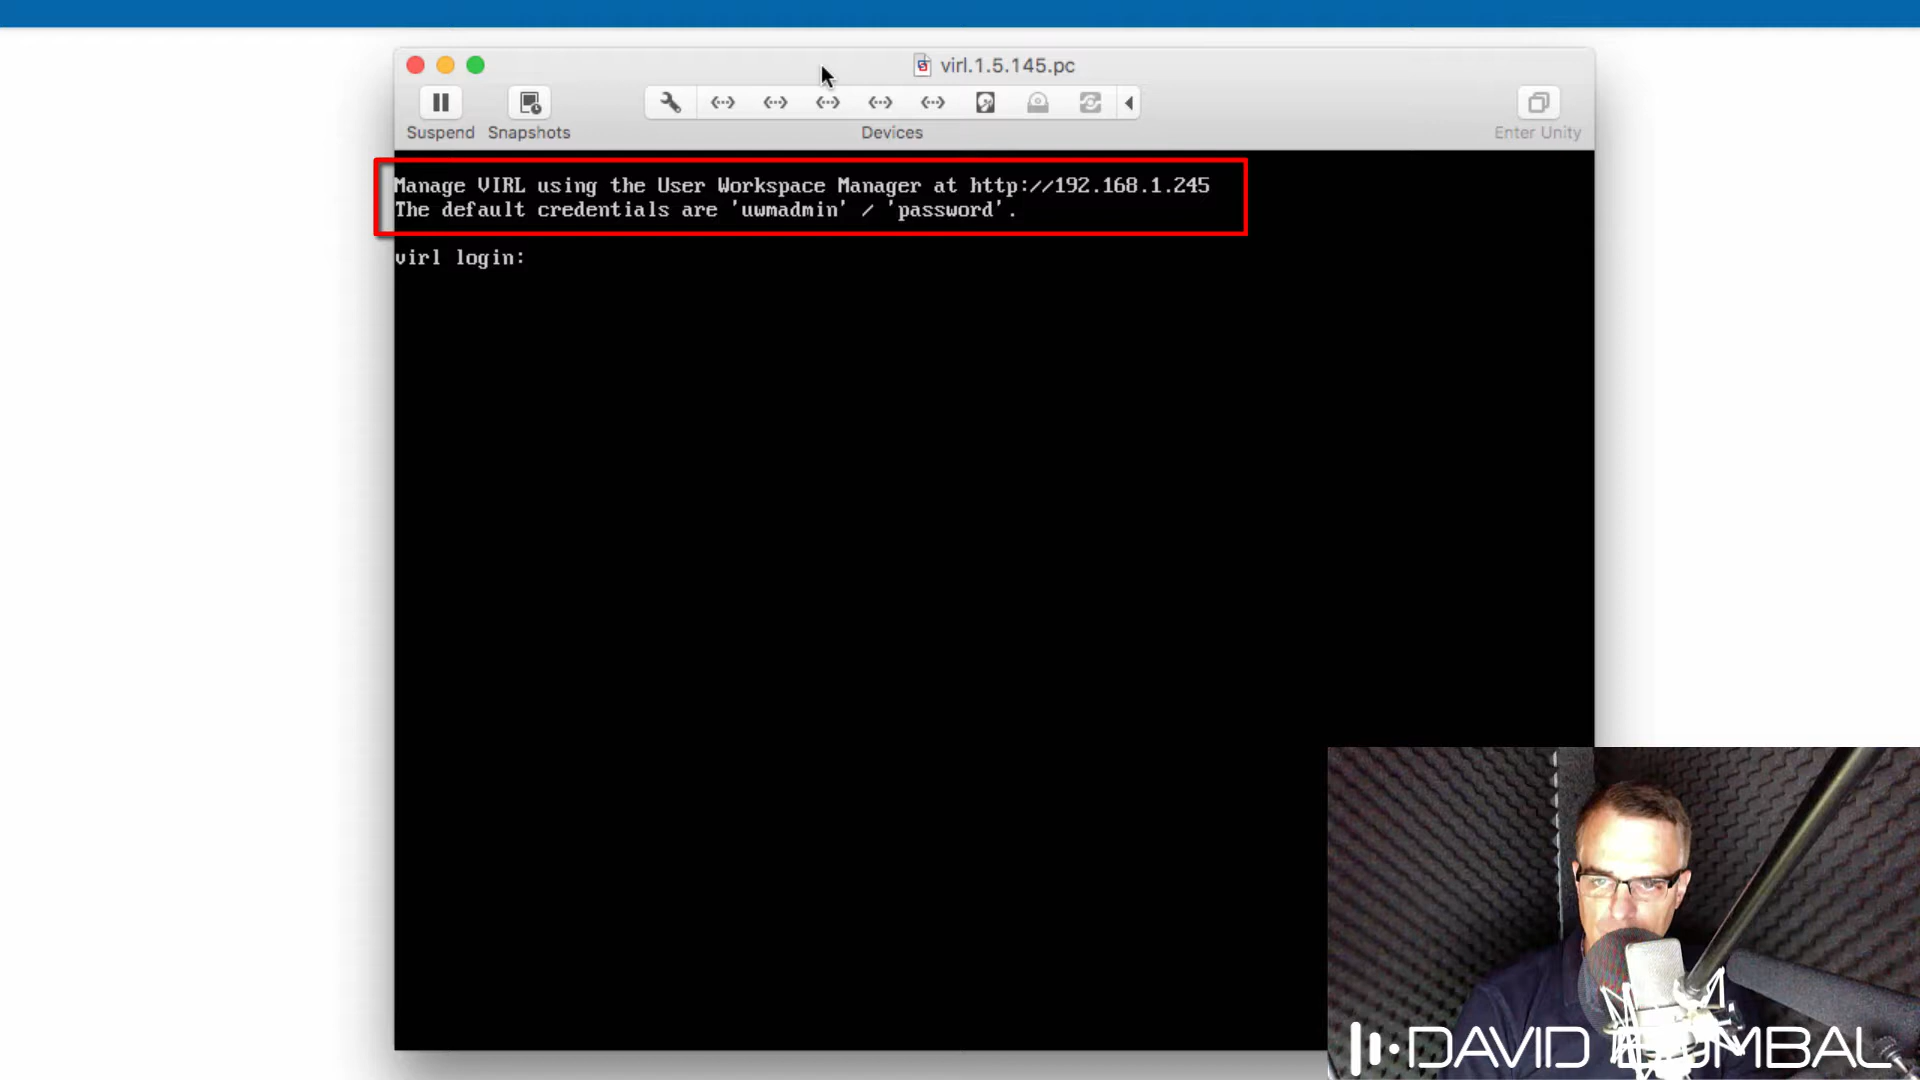 virl.1.5.145.pc
Suspend
Snapshots
Devices
Enter Unity
Manage VIRL using the User Workspace Manager at http://192.168.1.245
The default credentials are 'uwmadmin' / 'password'.
virl login:
DAVID BOMBAL